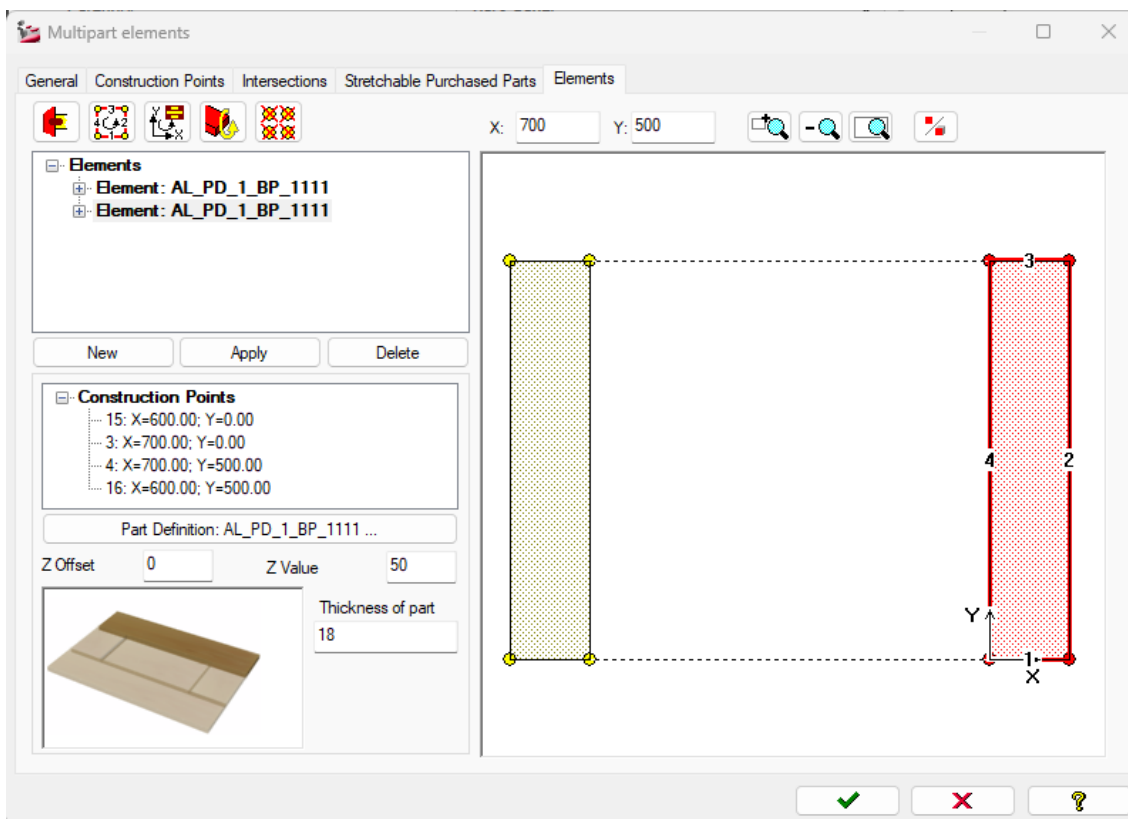 Multipart elements
General Construction Points Intersections Stretchable Purchased Parts Elements
X: 700 Y: 500
Elements
Element: AL_PD_1_BP_1111
Element: AL_PD_1_BP_1111
New Apply Delete
Construction Points
15: X=600.00; Y=0.00
3: X=700.00; Y=0.00
4: X=700.00; Y=500.00
16: X=600.00; Y=500.00
Part Definition: AL_PD_1_BP_1111 ...
Z Offset 0 Z Value 50
Thickness of part
18
3
4 2
Y
1
X